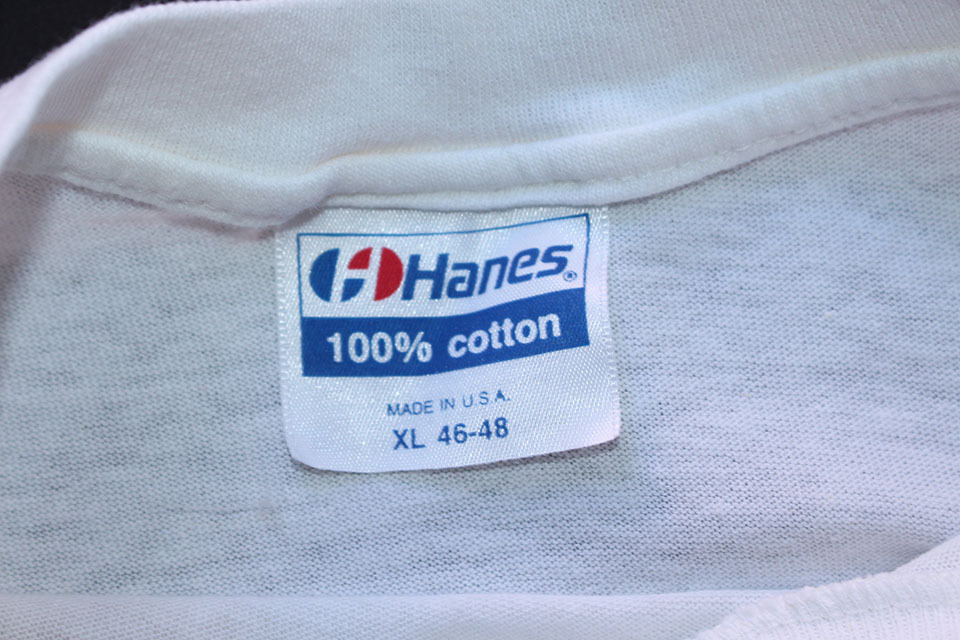 Hanes®
100% cotton
MADE IN U.S.A.
XL 46-48